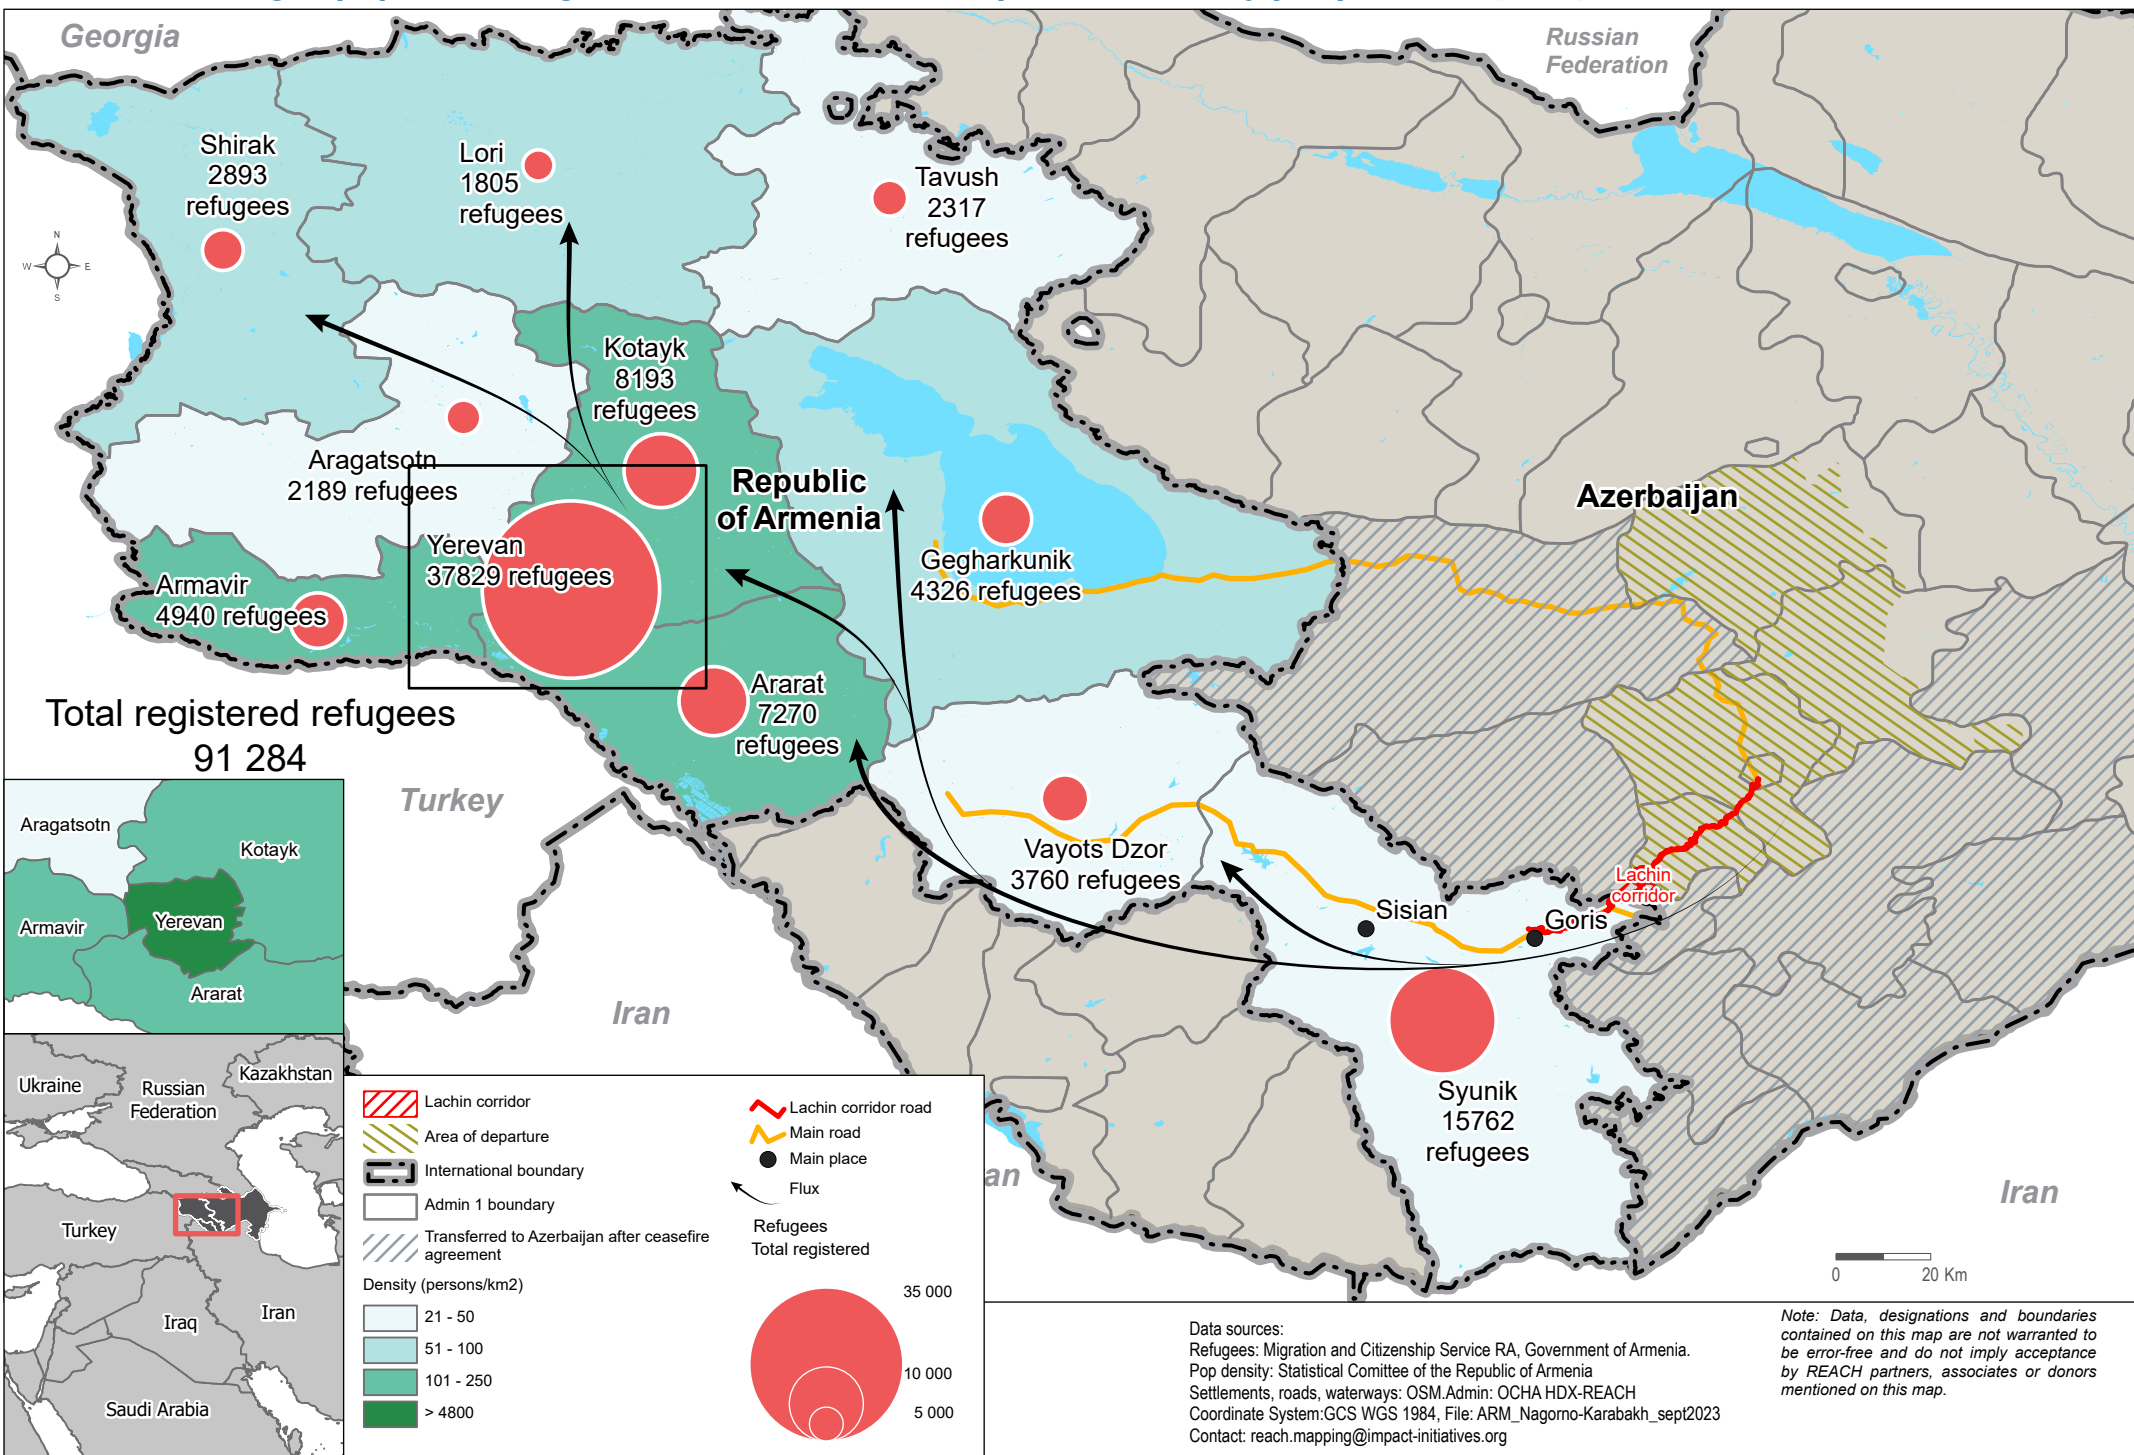 Georgia
Russian
Federation
Shirak
2893
refugees
Lori
1805
refugees
Tavush
2317
refugees
N
W
E
S
Kotayk
8193
refugees
Aragatsotn
2189 refugees
Republic
of Armenia
Azerbaijan
Yerevan
37829 refugees
Gegharkunik
4326 refugees
Armavir
4940 refugees
Ararat
7270
refugees
Total registered refugees
91 284
Turkey
Vayots Dzor
3760 refugees
Lachin
corridor
Sisian
Goris
Iran
Syunik
15762
refugees
an
Iran
Aragatsotn
Kotayk
Yerevan
Armavir
Ararat
Ukraine
Russian
Federation
Kazakhstan
Turkey
Iraq
Iran
Saudi Arabia
Lachin corridor
Area of departure
International boundary
Admin 1 boundary
Transferred to Azerbaijan after ceasefire
agreement
Density (persons/km2)
21 - 50
51 - 100
101 - 250
> 4800
Lachin corridor road
Main road
Main place
Flux
Refugees
Total registered
35 000
10 000
5 000
0 20 Km
Data sources:
Refugees: Migration and Citizenship Service RA, Government of Armenia.
Pop density: Statistical Comittee of the Republic of Armenia
Settlements, roads, waterways: OSM.Admin: OCHA HDX-REACH
Coordinate System:GCS WGS 1984, File: ARM_Nagorno-Karabakh_sept2023
Contact: reach.mapping@impact-initiatives.org
Note: Data, designations and boundaries
contained on this map are not warranted to
be error-free and do not imply acceptance
by REACH partners, associates or donors
mentioned on this map.